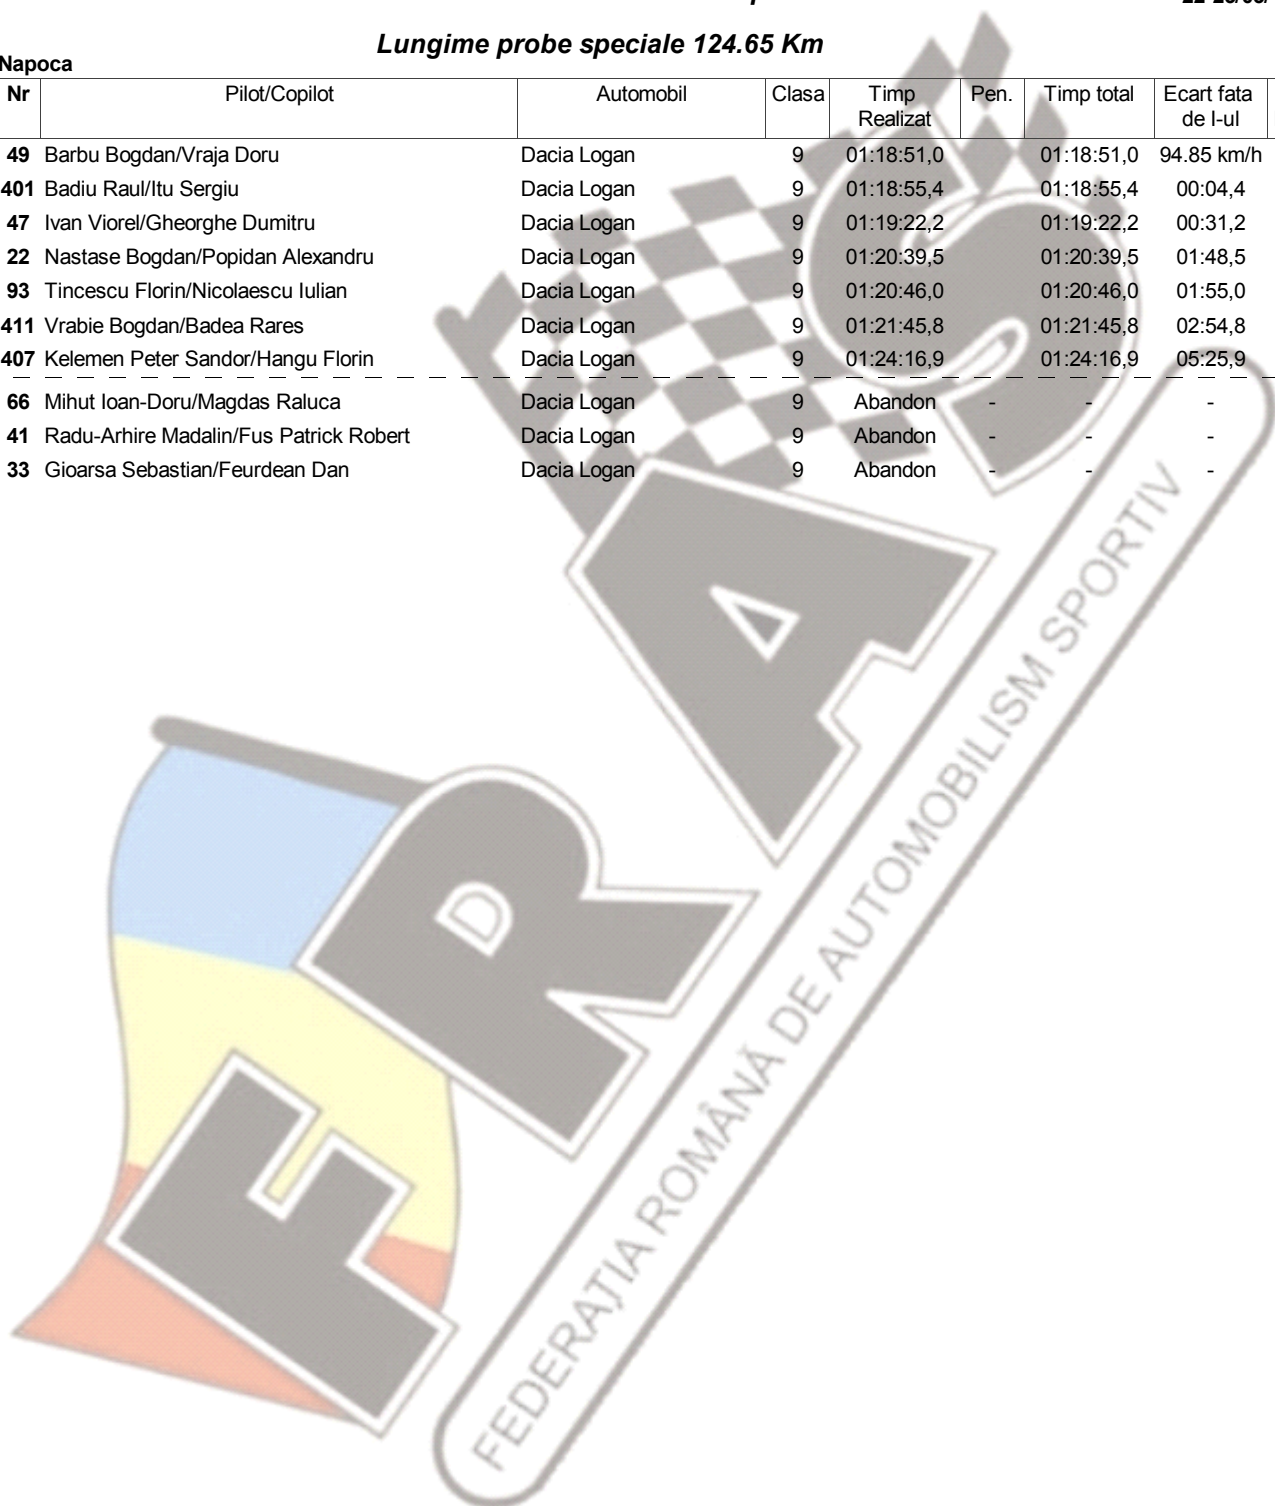 Lungime probe speciale 124.65 Km
Napoca
Nr Pilot/Copilot Automobil Clasa Timp Realizat Pen. Timp total Ecart fata de l-ul
49 Barbu Bogdan/Vraja Doru Dacia Logan 9 01:18:51,0 01:18:51,0 94.85 km/h
401 Badiu Raul/Itu Sergiu Dacia Logan 9 01:18:55,4 01:18:55,4 00:04,4
47 Ivan Viorel/Gheorghe Dumitru Dacia Logan 9 01:19:22,2 01:19:22,2 00:31,2
22 Nastase Bogdan/Popidan Alexandru Dacia Logan 9 01:20:39,5 01:20:39,5 01:48,5
93 Tincescu Florin/Nicolaescu Iulian Dacia Logan 9 01:20:46,0 01:20:46,0 01:55,0
411 Vrabie Bogdan/Badea Rares Dacia Logan 9 01:21:45,8 01:21:45,8 02:54,8
407 Kelemen Peter Sandor/Hangu Florin Dacia Logan 9 01:24:16,9 01:24:16,9 05:25,9
66 Mihut Ioan-Doru/Magdas Raluca Dacia Logan 9 Abandon - - -
41 Radu-Arhire Madalin/Fus Patrick Robert Dacia Logan 9 Abandon - - -
33 Gioarsa Sebastian/Feurdean Dan Dacia Logan 9 Abandon - - -
FRAS
FEDERAȚIA ROMÂNĂ DE AUTOMOBILISM SPORTIV